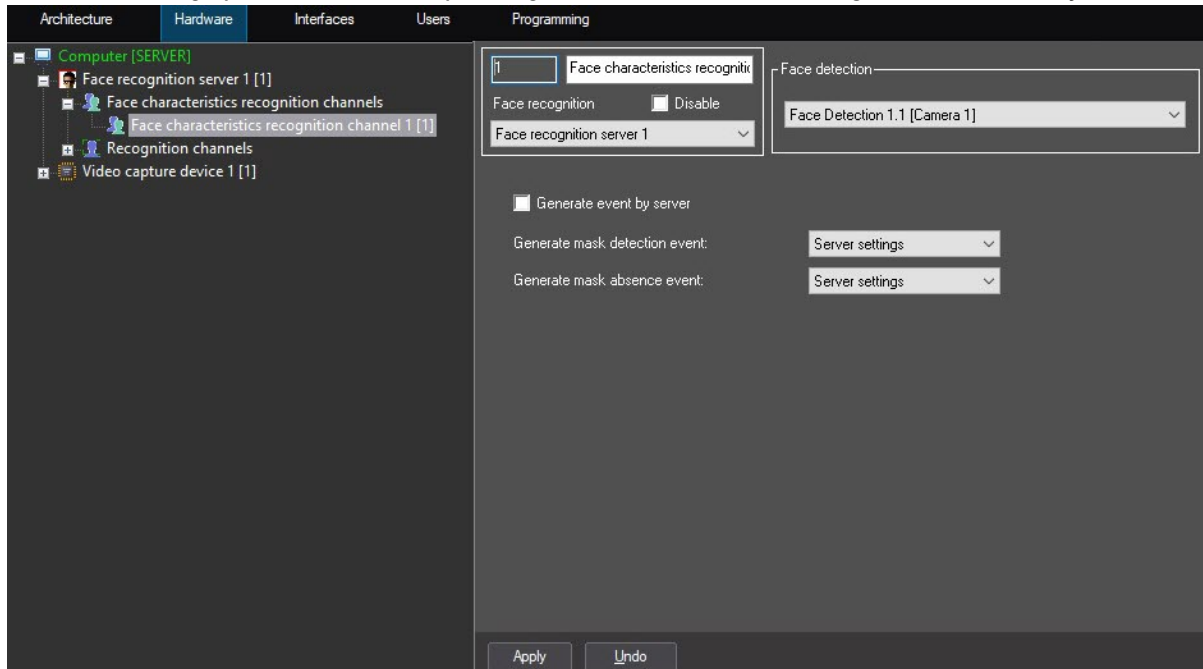 Architecture Hardware Interfaces Users Programming
Computer [SERVER]
Face recognition server 1 [1]
Face characteristics recognition channels
Face characteristics recognition channel 1 [1]
Recognition channels
Video capture device 1 [1]
1 Face characteristics
Face recognition Disable
Face recognition server 1
Face detection
Face Detection 1.1 [Camera 1]
Generate event by server
Generate mask detection event: Server settings
Generate mask absence event: Server settings
Apply Undo